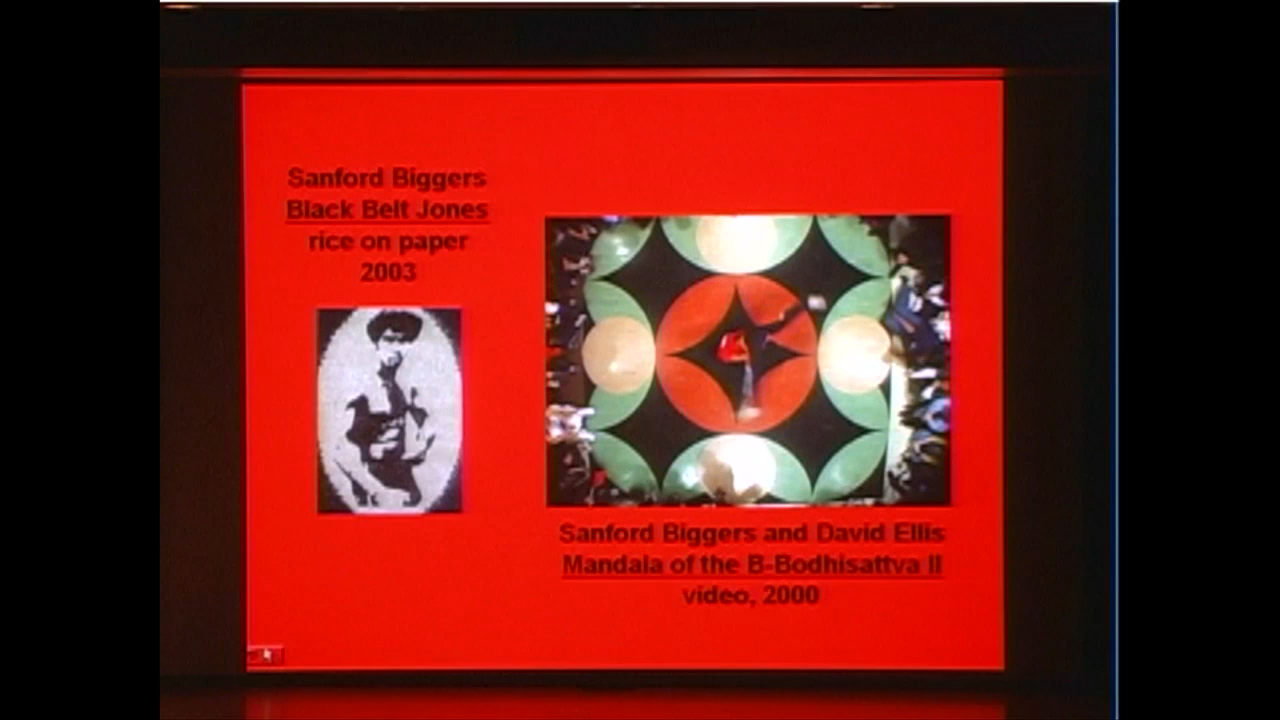 Sanford Biggers
Black Belt Jones
rice on paper
2003
Sanford Biggers and David Ellis
Mandala of the B-Bodhisattva II
video, 2000